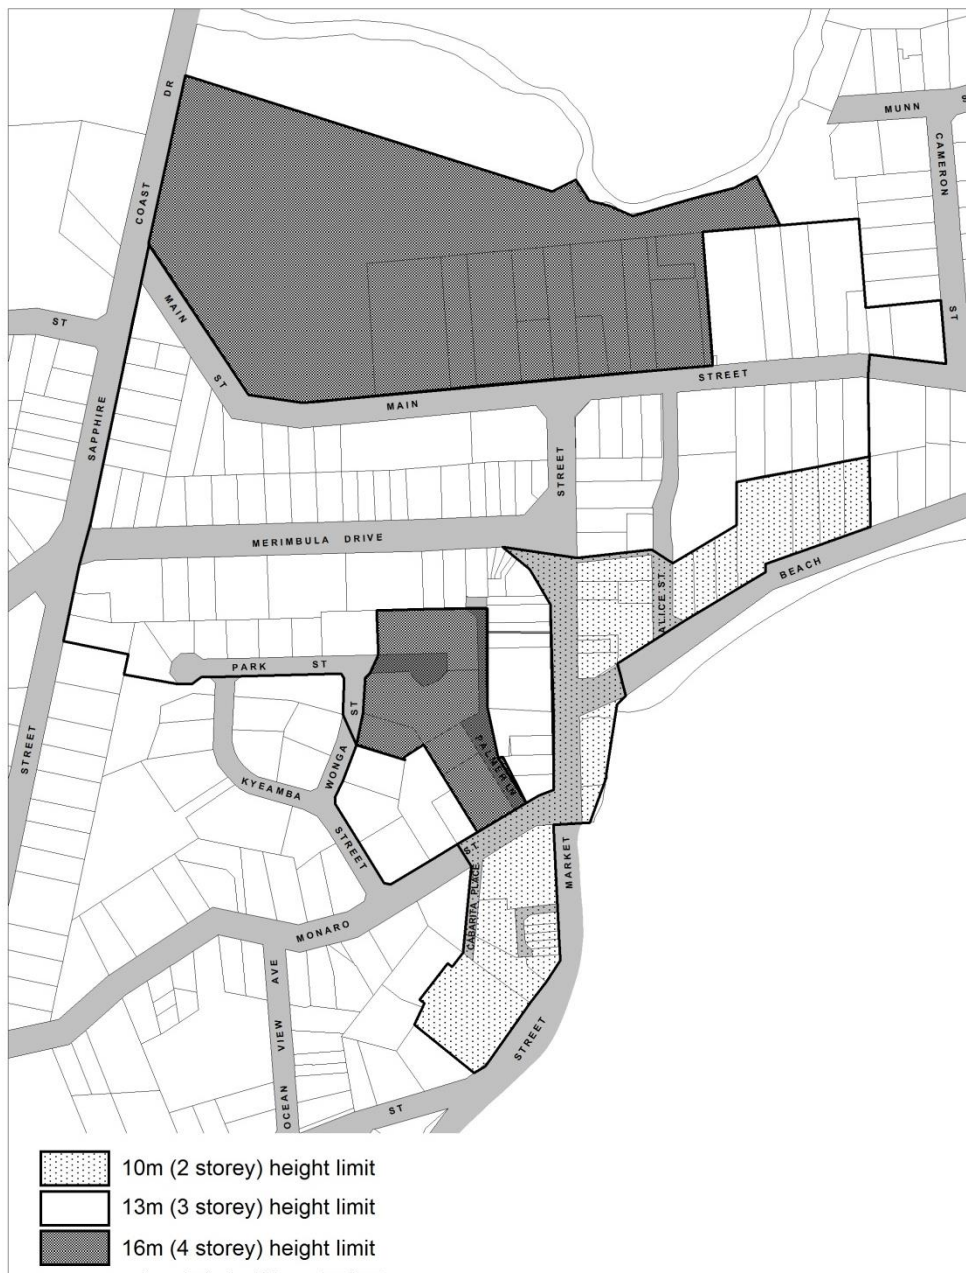 MUNN
S
CAMERON
ST
COAST DR
MAIN ST
ST
MAIN
STREET
SAPPHIRE
STREET
MERIMBULA DRIVE
STREET
ALICE ST
BEACH
PARK ST
WONGA ST
KYEAMBA
STREET
PALMER LN
ST
MONARO
CABARITA PLACE
MARKET
STREET
OCEAN VIEW AVE
ST
10m (2 storey) height limit
13m (3 storey) height limit
16m (4 storey) height limit